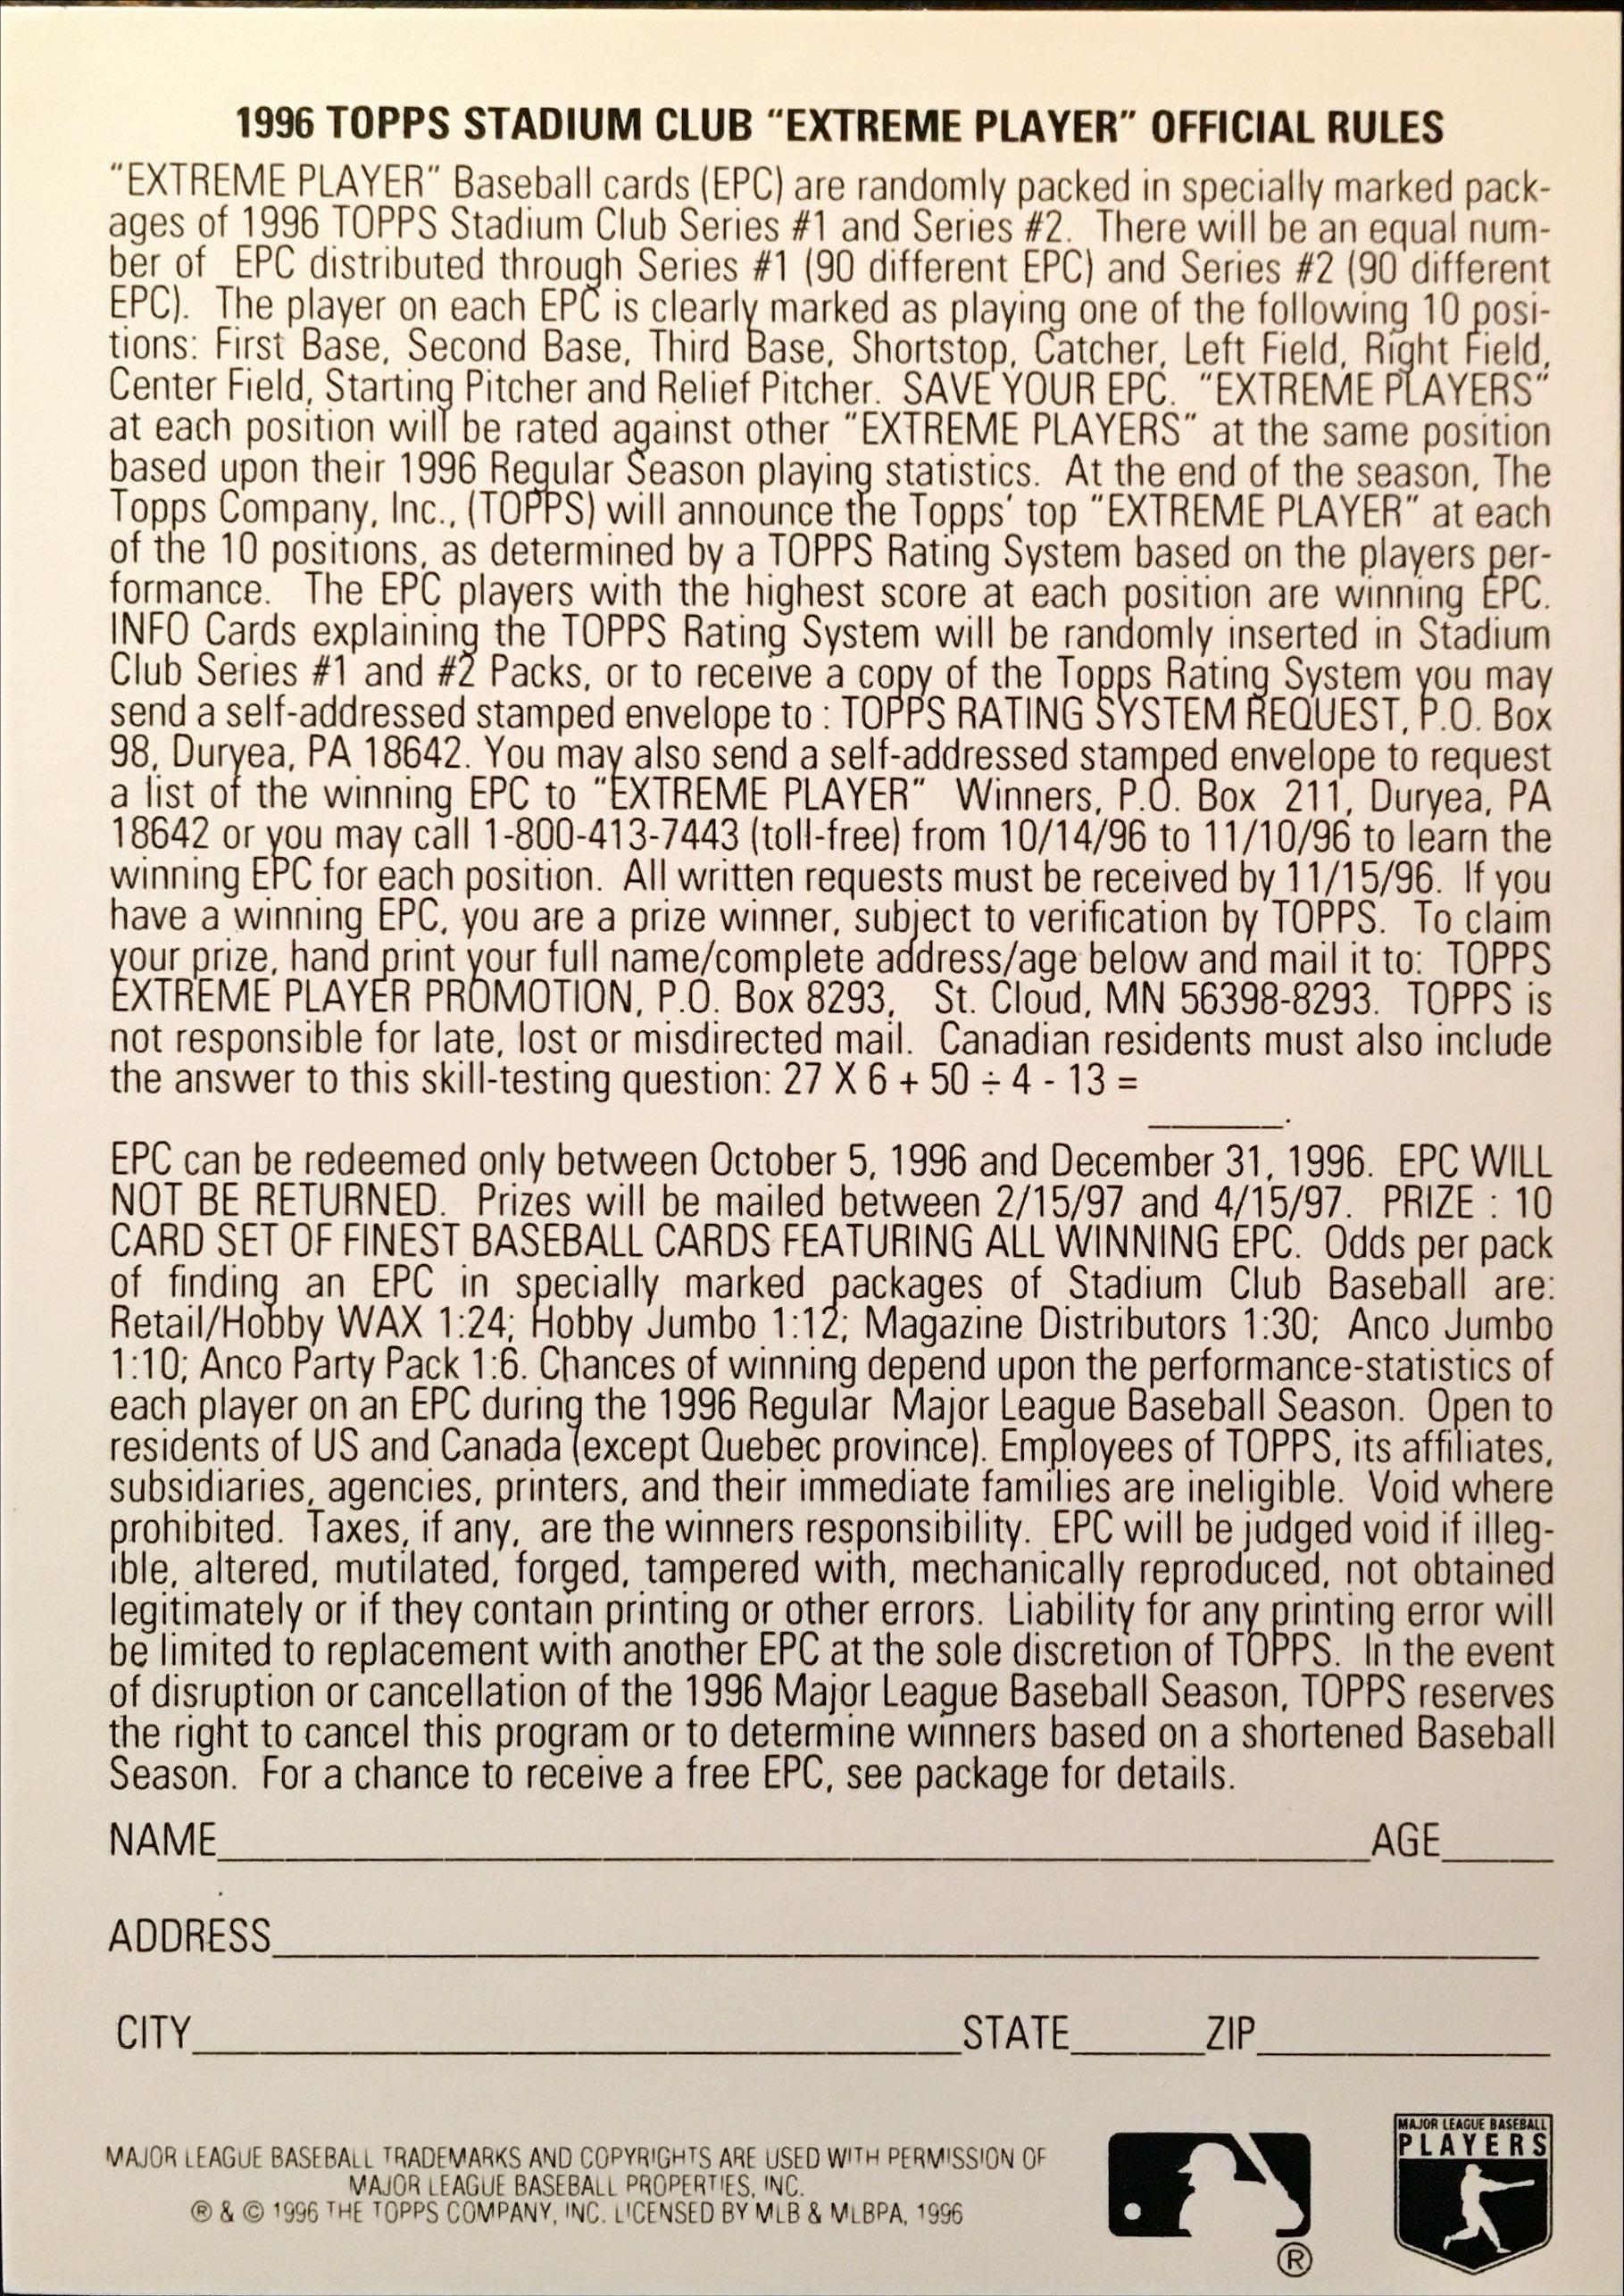 1996 TOPPS STADIUM CLUB “EXTREME PLAYER” OFFICIAL RULES
“EXTREME PLAYER” Baseball cards (EPC) are randomly packed in specially marked pack-
ages of 1996 TOPPS Stadium Club Series #1 and Series #2. There will be an equal num-
ber of EPC distributed through Series #1 (90 different EPC) and Series #2 (90 different
EPC). The player on each EPC is clearly marked as playing one of the following 10 posi-
tions: First Base, Second Base, Third Base, Shortstop, Catcher, Left Field, Right Field,
Center Field, Starting Pitcher and Relief Pitcher. SAVE YOUR EPC. “EXTREME PLAYERS”
at each position will be rated against other “EXTREME PLAYERS” at the same position
based upon their 1996 Regular Season playing statistics. At the end of the season, The
Topps Company, Inc., (TOPPS) will announce the Topps’ top “EXTREME PLAYER” at each
of the 10 positions, as determined by a TOPPS Rating System based on the players per-
formance. The EPC players with the highest score at each position are winning EPC.
INFO Cards explaining the TOPPS Rating System will be randomly inserted in Stadium
Club Series #1 and #2 Packs, or to receive a copy of the Topps Rating System you may
send a self-addressed stamped envelope to : TOPPS RATING SYSTEM REQUEST, P.O. Box
98, Duryea, PA 18642. You may also send a self-addressed stamped envelope to request
a list of the winning EPC to “EXTREME PLAYER” Winners, P.O. Box 211, Duryea, PA
18642 or you may call 1-800-413-7443 (toll-free) from 10/14/96 to 11/10/96 to learn the
winning EPC for each position. All written requests must be received by 11/15/96. If you
have a winning EPC, you are a prize winner, subject to verification by TOPPS. To claim
your prize, hand print your full name/complete address/age below and mail it to: TOPPS
EXTREME PLAYER PROMOTION, P.O. Box 8293, St. Cloud, MN 56398-8293. TOPPS is
not responsible for late, lost or misdirected mail. Canadian residents must also include
the answer to this skill-testing question: 27 X 6 + 50 ÷ 4 - 13 =
______.
EPC can be redeemed only between October 5, 1996 and December 31, 1996. EPC WILL
NOT BE RETURNED. Prizes will be mailed between 2/15/97 and 4/15/97. PRIZE : 10
CARD SET OF FINEST BASEBALL CARDS FEATURING ALL WINNING EPC. Odds per pack
of finding an EPC in specially marked packages of Stadium Club Baseball are:
Retail/Hobby WAX 1:24; Hobby Jumbo 1:12; Magazine Distributors 1:30; Anco Jumbo
1:10; Anco Party Pack 1:6. Chances of winning depend upon the performance-statistics of
each player on an EPC during the 1996 Regular Major League Baseball Season. Open to
residents of US and Canada (except Quebec province). Employees of TOPPS, its affiliates,
subsidiaries, agencies, printers, and their immediate families are ineligible. Void where
prohibited. Taxes, if any, are the winners responsibility. EPC will be judged void if illeg-
ible, altered, mutilated, forged, tampered with, mechanically reproduced, not obtained
legitimately or if they contain printing or other errors. Liability for any printing error will
be limited to replacement with another EPC at the sole discretion of TOPPS. In the event
of disruption or cancellation of the 1996 Major League Baseball Season, TOPPS reserves
the right to cancel this program or to determine winners based on a shortened Baseball
Season. For a chance to receive a free EPC, see package for details.
NAME AGE
ADDRESS
CITY STATE ZIP
MAJOR LEAGUE BASEBALL TRADEMARKS AND COPYRIGHTS ARE USED WITH PERMISSION OF
MAJOR LEAGUE BASEBALL PROPERTIES, INC.
® & © 1996 THE TOPPS COMPANY, INC. LICENSED BY MLB & MLBPA, 1996
®
MAJOR LEAGUE BASEBALL
PLAYERS